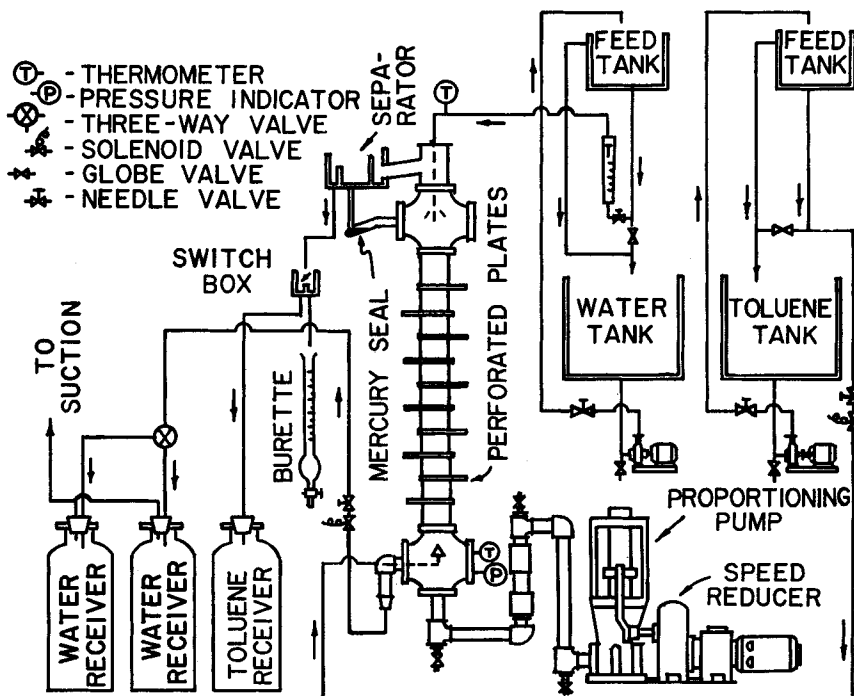 T - THERMOMETER
P - PRESSURE INDICATOR
- THREE-WAY VALVE
- SOLENOID VALVE
- GLOBE VALVE
- NEEDLE VALVE
SEPA-
RATOR
T
FEED
TANK
FEED
TANK
SWITCH
BOX
MERCURY SEAL
PERFORATED PLATES
WATER
TANK
TOLUENE
TANK
TO
SUCTION
BURETTE
T
P
PROPORTIONING
PUMP
SPEED
REDUCER
WATER
RECEIVER
WATER
RECEIVER
TOLUENE
RECEIVER